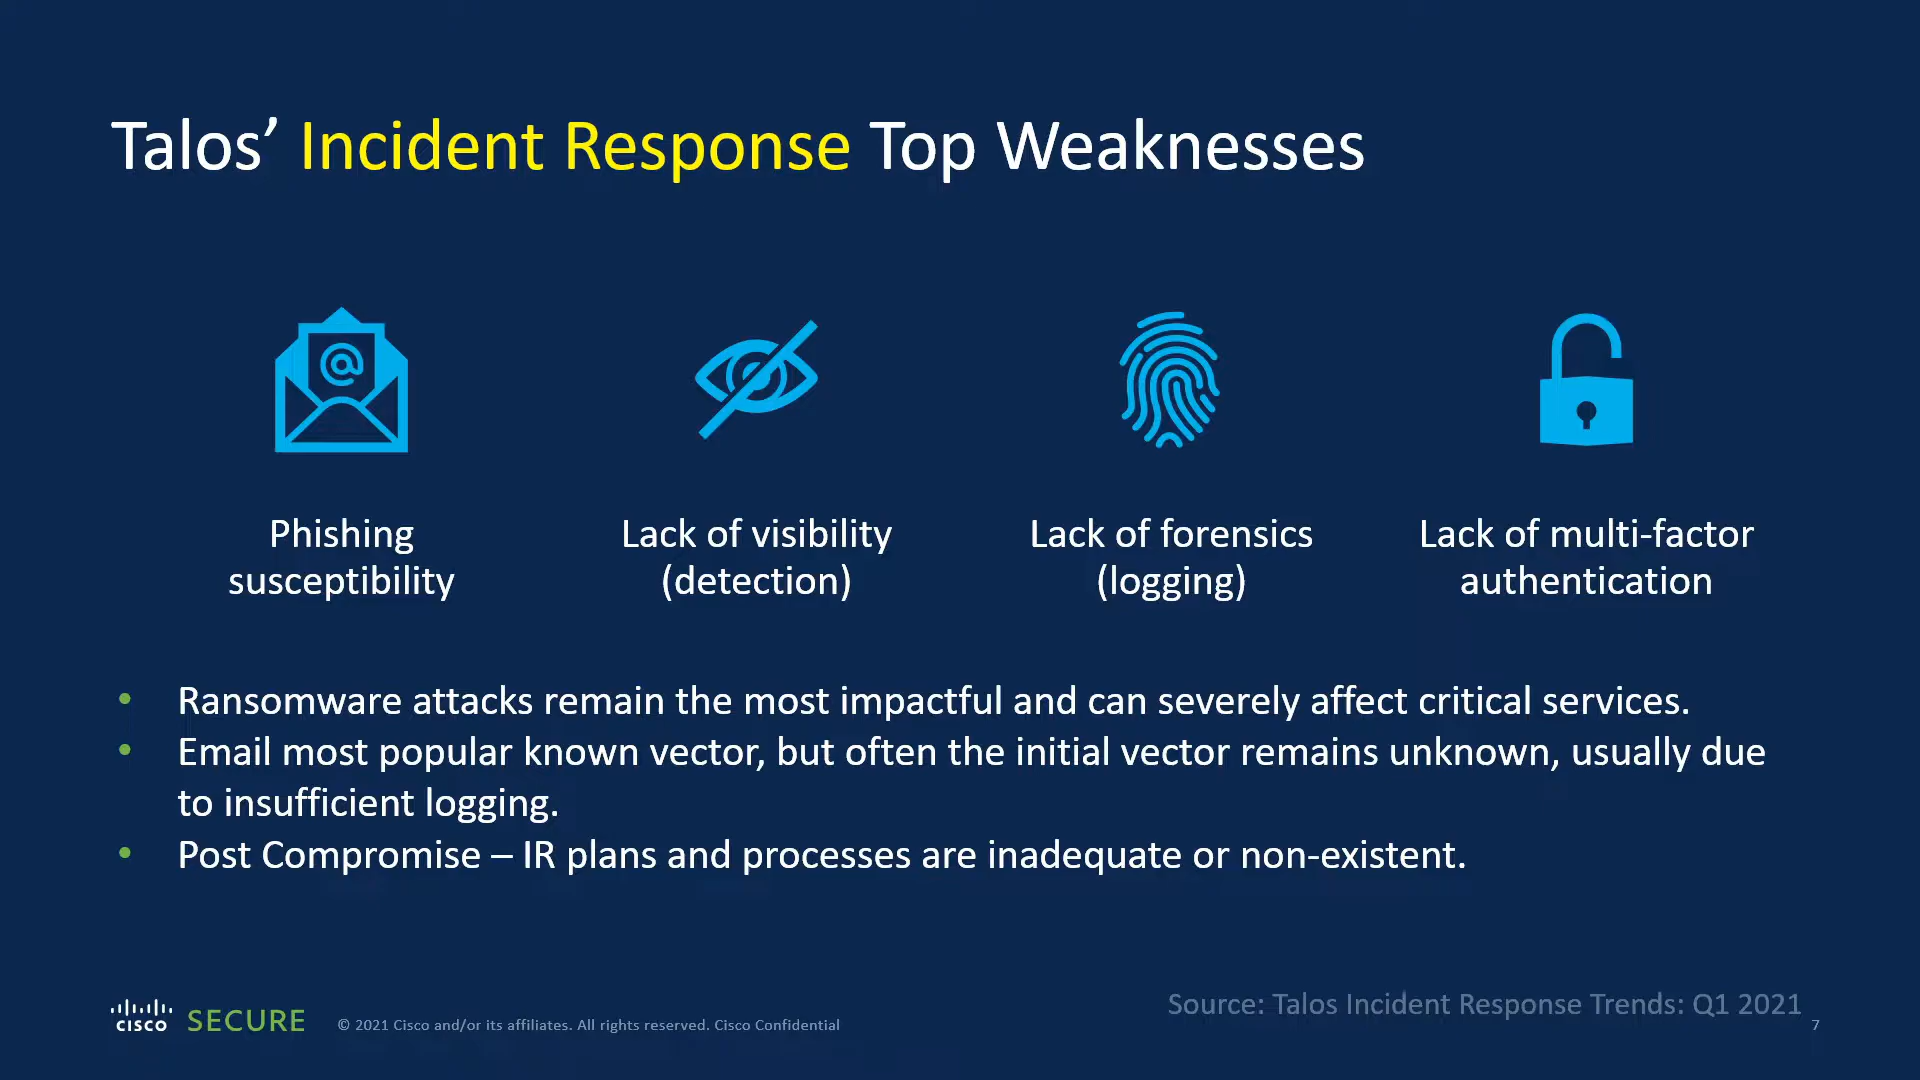 Talos’ Incident Response Top Weaknesses
Phishing
susceptibility
Lack of visibility
(detection)
Lack of forensics
(logging)
Lack of multi-factor
authentication
• Ransomware attacks remain the most impactful and can severely affect critical services.
• Email most popular known vector, but often the initial vector remains unknown, usually due
to insufficient logging.
• Post Compromise – IR plans and processes are inadequate or non-existent.
Source: Talos Incident Response Trends: Q1 2021
cisco SECURE
© 2021 Cisco and/or its affiliates. All rights reserved. Cisco Confidential
7